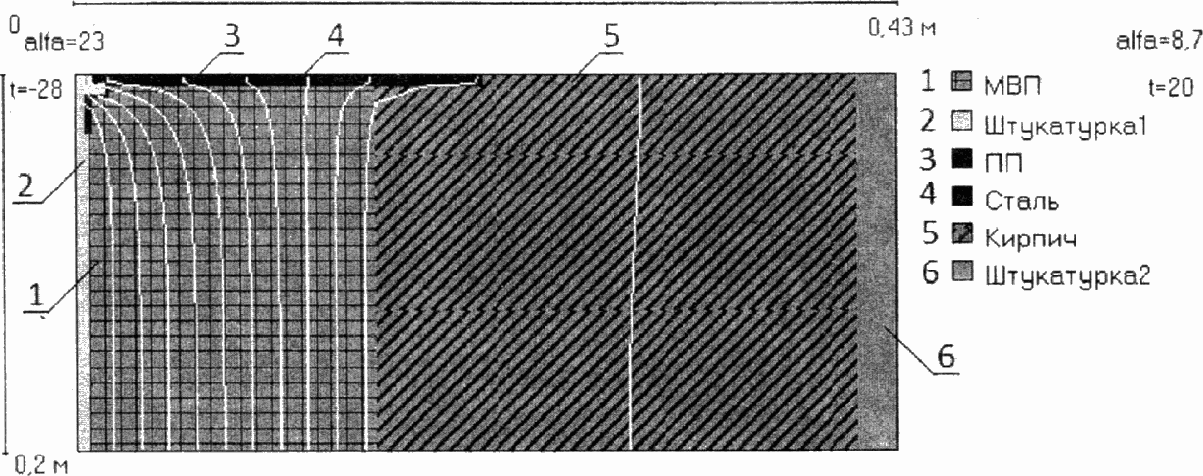 0
0,43 м
alfa=23
3
4
5
alfa=8,7
t=-28
1 МВП
t=20
2 Штукатурка1
3 ПП
2
4 Сталь
5 Кирпич
6 Штукатурка2
1
6
0,2 м